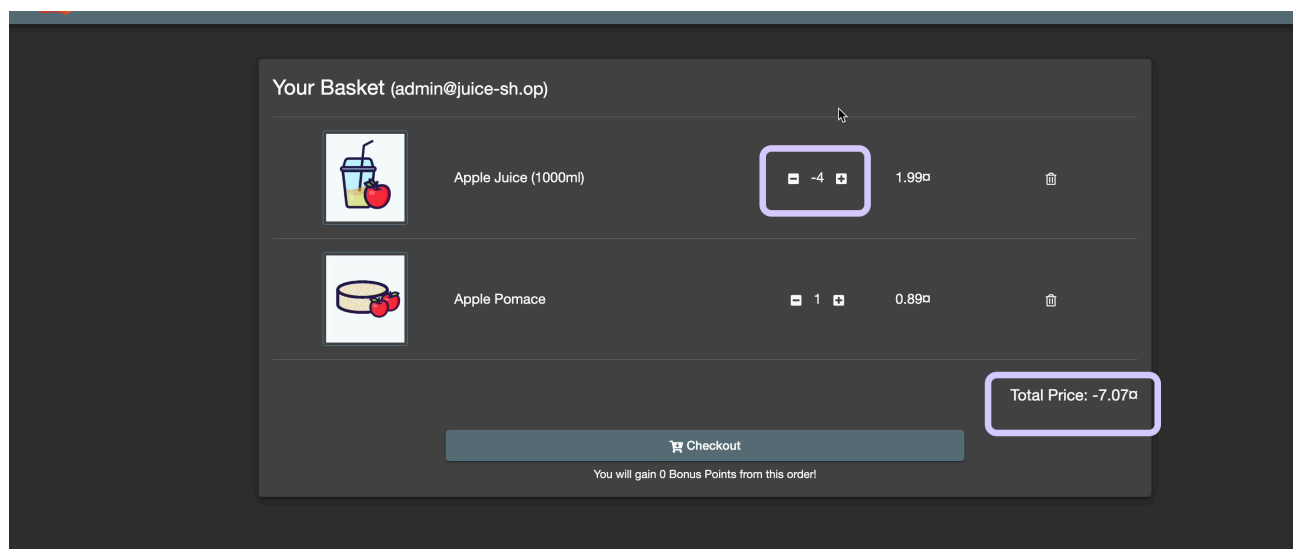 Your Basket (admin@juice-sh.op)
Apple Juice (1000ml) -4 1.99¤
Apple Pomace 1 0.89¤
Total Price: -7.07¤
Checkout
You will gain 0 Bonus Points from this order!